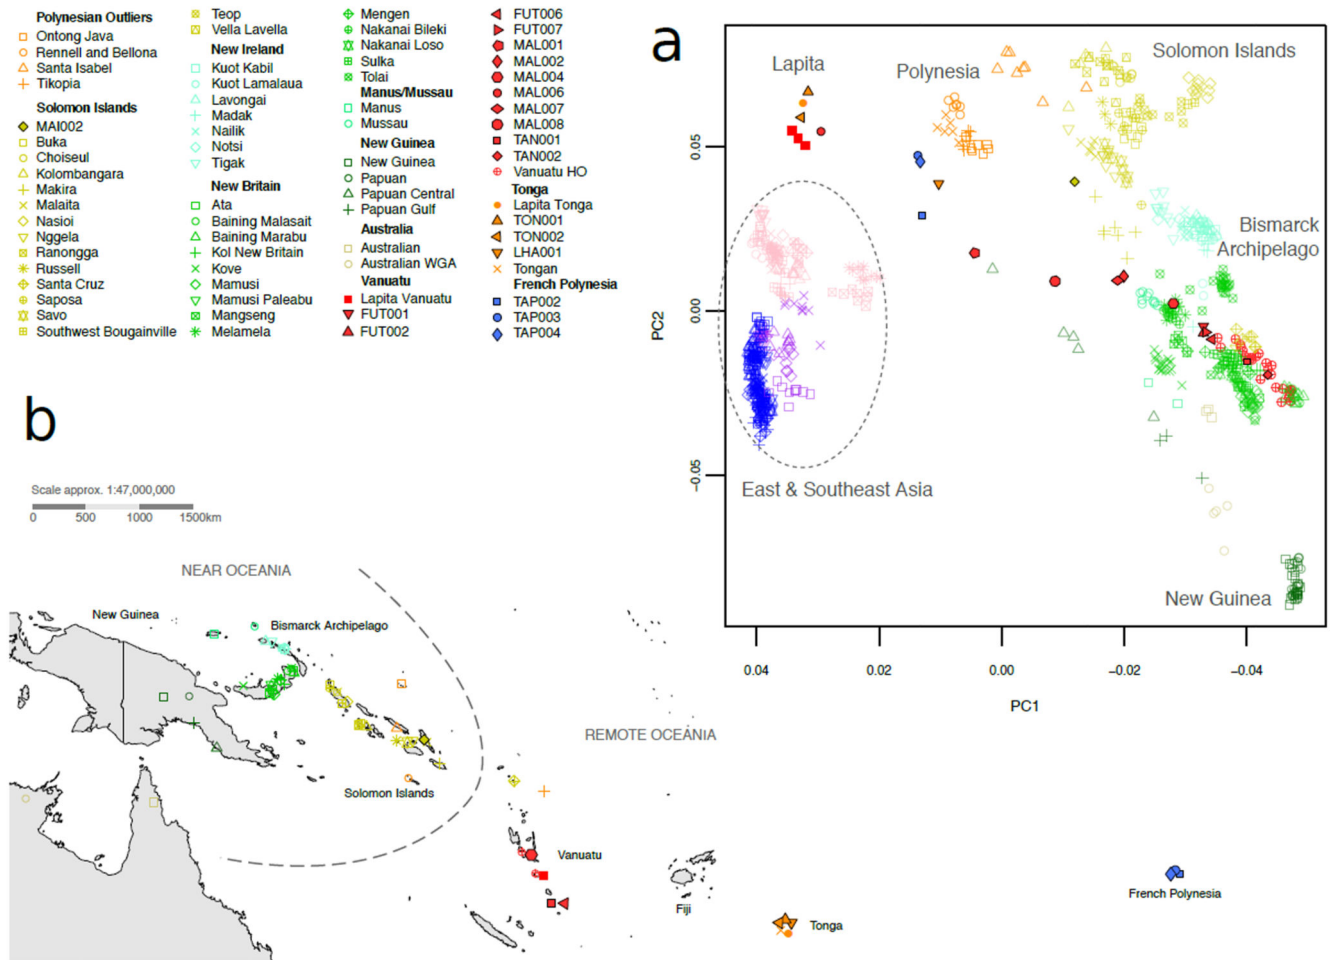 Polynesian Outliers
Ontong Java
Rennell and Bellona
Santa Isabel
Tikopia
Solomon Islands
MAI002
Buka
Choiseul
Kolombangara
Makira
Malaita
Nasioi
Nggela
Ranongga
Russell
Santa Cruz
Saposa
Savo
Southwest Bougainville
Teop
Vella Lavella
New Ireland
Kuot Kabil
Kuot Lamalaua
Lavongai
Madak
Nailik
Notsi
Tigak
New Britain
Ata
Baining Malasait
Baining Marabu
Kol New Britain
Kove
Mamusi
Mamusi Paleabu
Mangseng
Melamela
Mengen
Nakanai Bileki
Nakanai Loso
Sulka
Tolai
Manus/Mussau
Manus
Mussau
New Guinea
New Guinea
Papuan
Papuan Central
Papuan Gulf
Australia
Australian
Australian WGA
Vanuatu
Lapita Vanuatu
FUT001
FUT002
FUT006
FUT007
MAL001
MAL002
MAL004
MAL006
MAL007
MAL008
TAN001
TAN002
Vanuatu HO
Tonga
Lapita Tonga
TON001
TON002
LHA001
Tongan
French Polynesia
TAP002
TAP003
TAP004
a
Lapita
Polynesia
Solomon Islands
Bismarck
Archipelago
East & Southeast Asia
New Guinea
PC2
0.05
0.00
−0.05
0.04
0.02
0.00
−0.02
−0.04
PC1
b
Scale approx. 1:47,000,000
0
500
1000
1500km
NEAR OCEANIA
New Guinea
Bismarck Archipelago
REMOTE OCEANIA
Solomon Islands
Vanuatu
Fiji
Tonga
French Polynesia